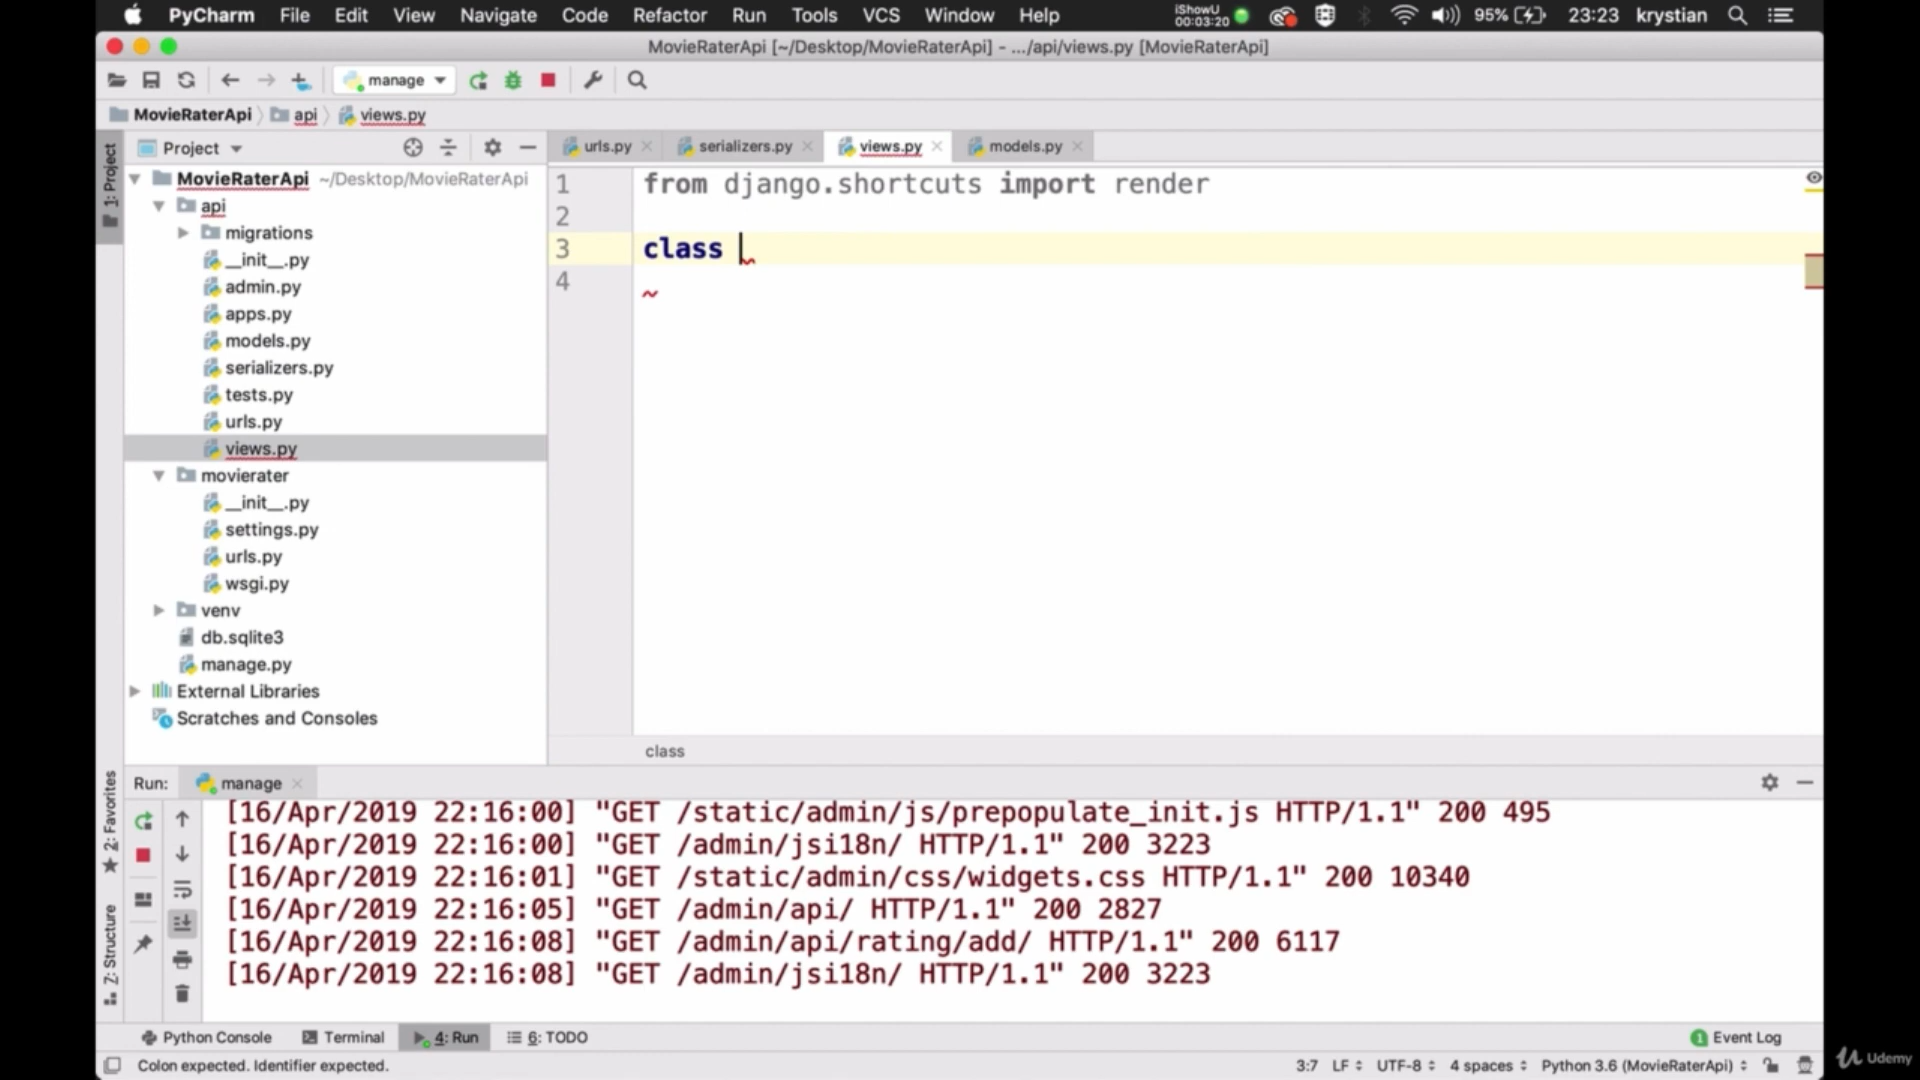 PyCharm File Edit View Navigate Code Refactor Run Tools VCS Window Help iShowU 00:03:20 95% 23:23 krystian
MovieRaterApi [~/Desktop/MovieRaterApi] - .../api/views.py [MovieRaterApi]
manage
MovieRaterApi api views.py
1: Project
Project
urls.py serializers.py views.py models.py
MovieRaterApi ~/Desktop/MovieRaterApi
api
migrations
__init__.py
admin.py
apps.py
models.py
serializers.py
tests.py
urls.py
views.py
movierater
__init__.py
settings.py
urls.py
wsgi.py
venv
db.sqlite3
manage.py
External Libraries
Scratches and Consoles
1 from django.shortcuts import render
2
3 class
4
class
2: Favorites
Z: Structure
Run: manage
[16/Apr/2019 22:16:00] "GET /static/admin/js/prepopulate_init.js HTTP/1.1" 200 495
[16/Apr/2019 22:16:00] "GET /admin/jsi18n/ HTTP/1.1" 200 3223
[16/Apr/2019 22:16:01] "GET /static/admin/css/widgets.css HTTP/1.1" 200 10340
[16/Apr/2019 22:16:05] "GET /admin/api/ HTTP/1.1" 200 2827
[16/Apr/2019 22:16:08] "GET /admin/api/rating/add/ HTTP/1.1" 200 6117
[16/Apr/2019 22:16:08] "GET /admin/jsi18n/ HTTP/1.1" 200 3223
Python Console Terminal 4: Run 6: TODO 1 Event Log
Colon expected. Identifier expected. 3:7 LF UTF-8 4 spaces Python 3.6 (MovieRaterApi)
Udemy